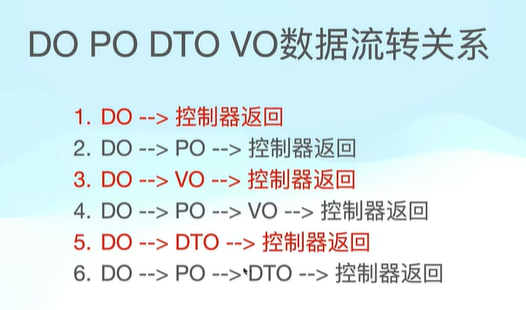 DO PO DTO VO数据流转关系
1. DO --> 控制器返回
2. DO --> PO --> 控制器返回
3. DO --> VO --> 控制器返回
4. DO --> PO --> VO --> 控制器返回
5. DO --> DTO --> 控制器返回
6. DO --> PO --> DTO --> 控制器返回